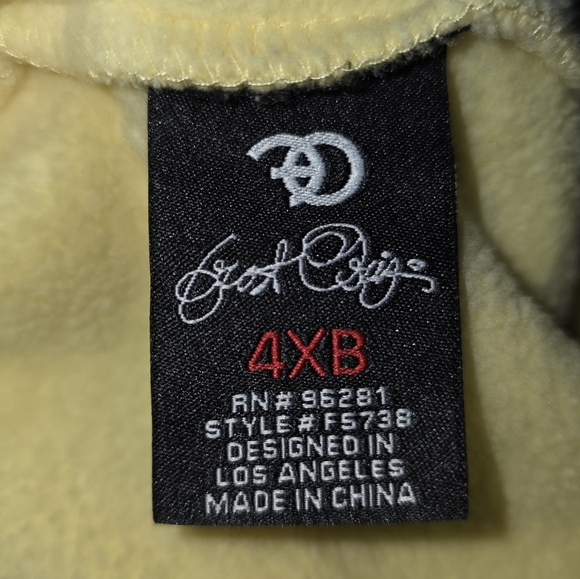 4XB
RN# 96281
STYLE# F5738
DESIGNED IN
LOS ANGELES
MADE IN CHINA